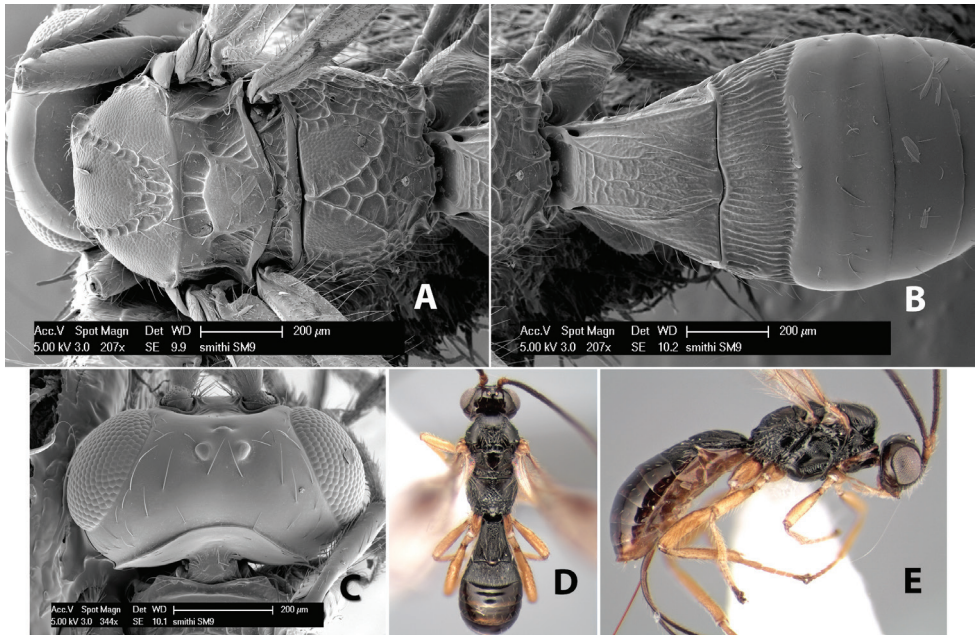 A
Acc.V Spot Magn Det WD 200 µm
5.00 kV 3.0 207x SE 9.9 smithi SM9
B
Acc.V Spot Magn Det WD 200 µm
5.00 kV 3.0 207x SE 10.2 smithi SM9
C
Acc.V Spot Magn Det WD 200 µm
5.00 kV 3.0 344x SE 10.1 smithi SM9
D
E